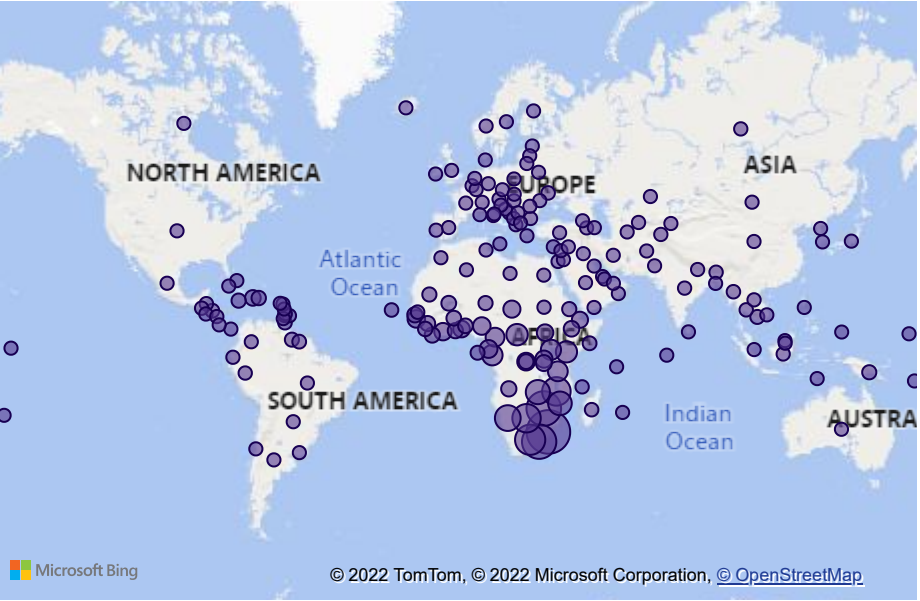 ASIA
NORTH AMERICA
EUROPE
Atlantic
Ocean
AFRICA
SOUTH AMERICA
Indian
Ocean
AUSTRA
Microsoft Bing
© 2022 TomTom, © 2022 Microsoft Corporation, © OpenStreetMap